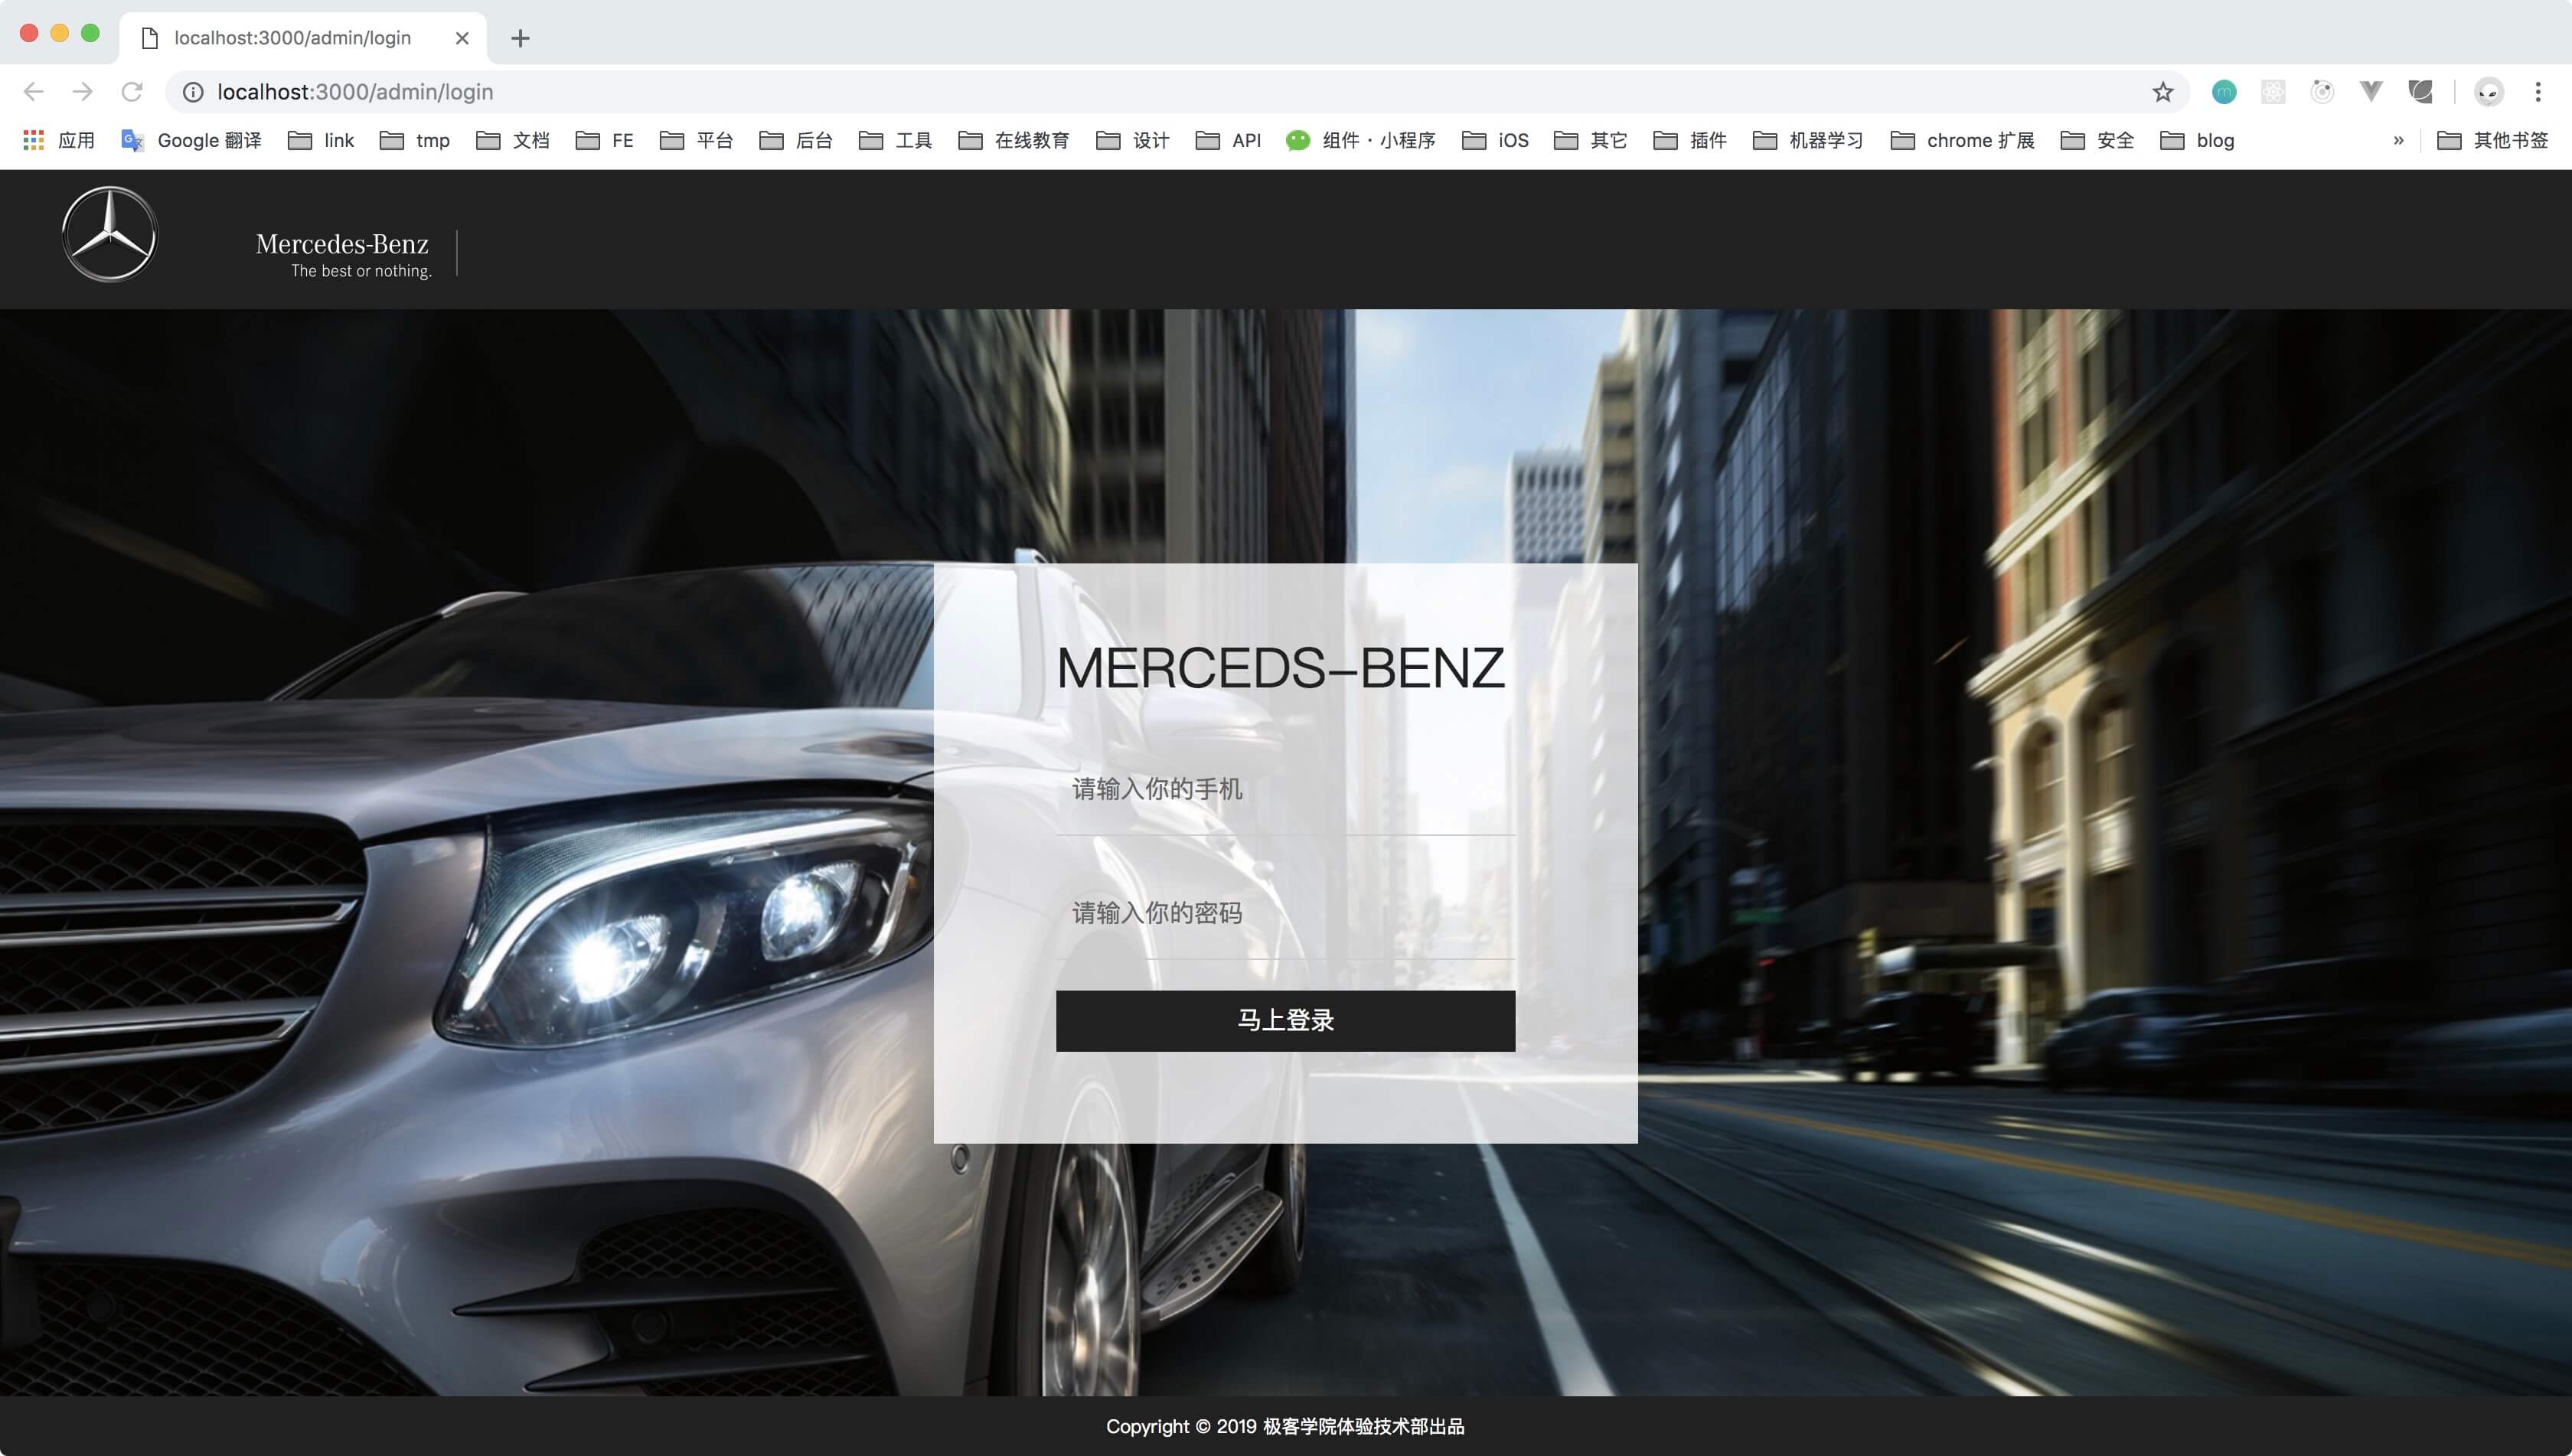 localhost:3000/admin/login
localhost:3000/admin/login
应用 Google 翻译 link tmp 文档 FE 平台 后台 工具 在线教育 设计 API 组件・小程序 iOS 其它 插件 机器学习 chrome 扩展 安全 blog » 其他书签
Mercedes-Benz
The best or nothing.
MERCEDS–BENZ
请输入你的手机
请输入你的密码
马上登录
Copyright © 2019 极客学院体验技术部出品